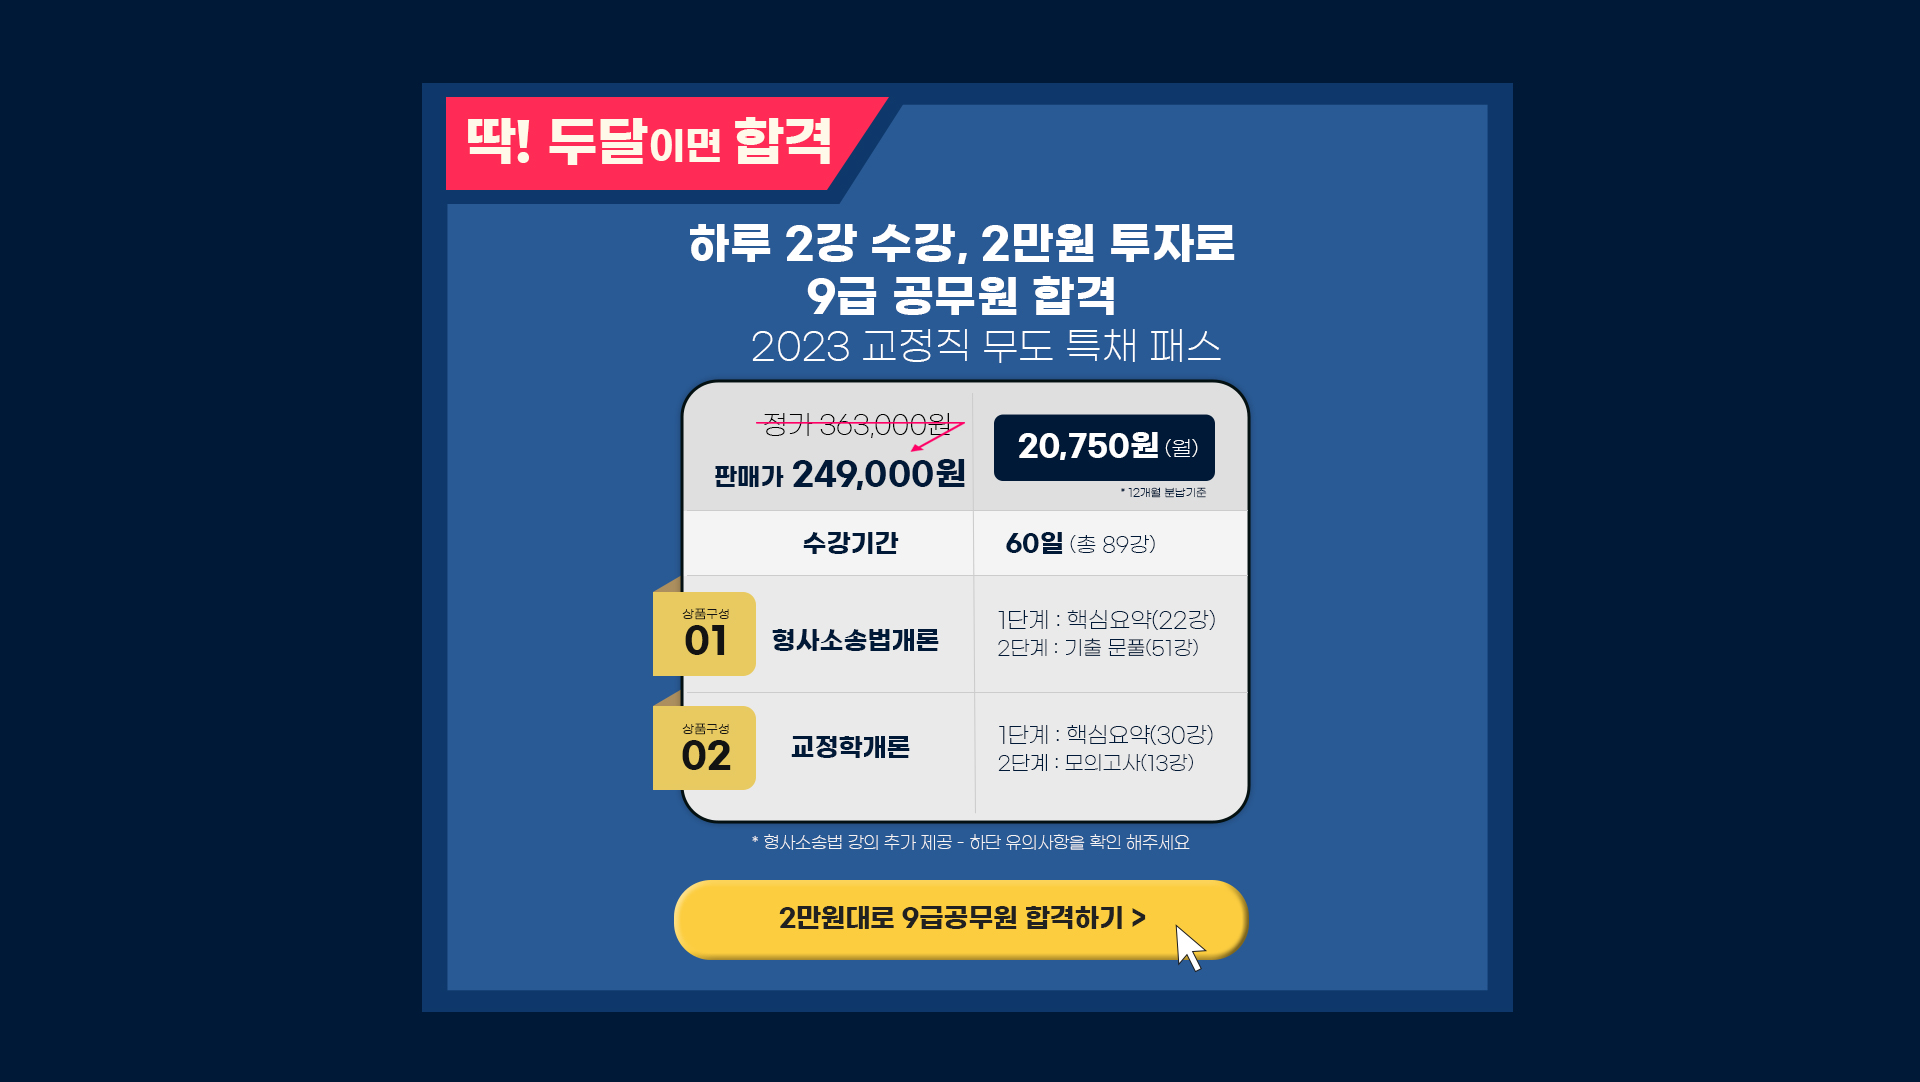 딱! 두달이면 합격
하루 2강 수강, 2만원 투자로
9급 공무원 합격
2023 교정직 무도 특채 패스
정가 363,000원
판매가 249,000원
20,750원 (월)
* 12개월 분납기준
수강기간
60일 (총 89강)
상품구성
01
형사소송법개론
1단계 : 핵심요약(22강)
2단계 : 기출 문풀(51강)
상품구성
02
교정학개론
1단계 : 핵심요약(30강)
2단계 : 모의고사(13강)
* 형사소송법 강의 추가 제공 - 하단 유의사항을 확인 해주세요
2만원대로 9급공무원 합격하기 >